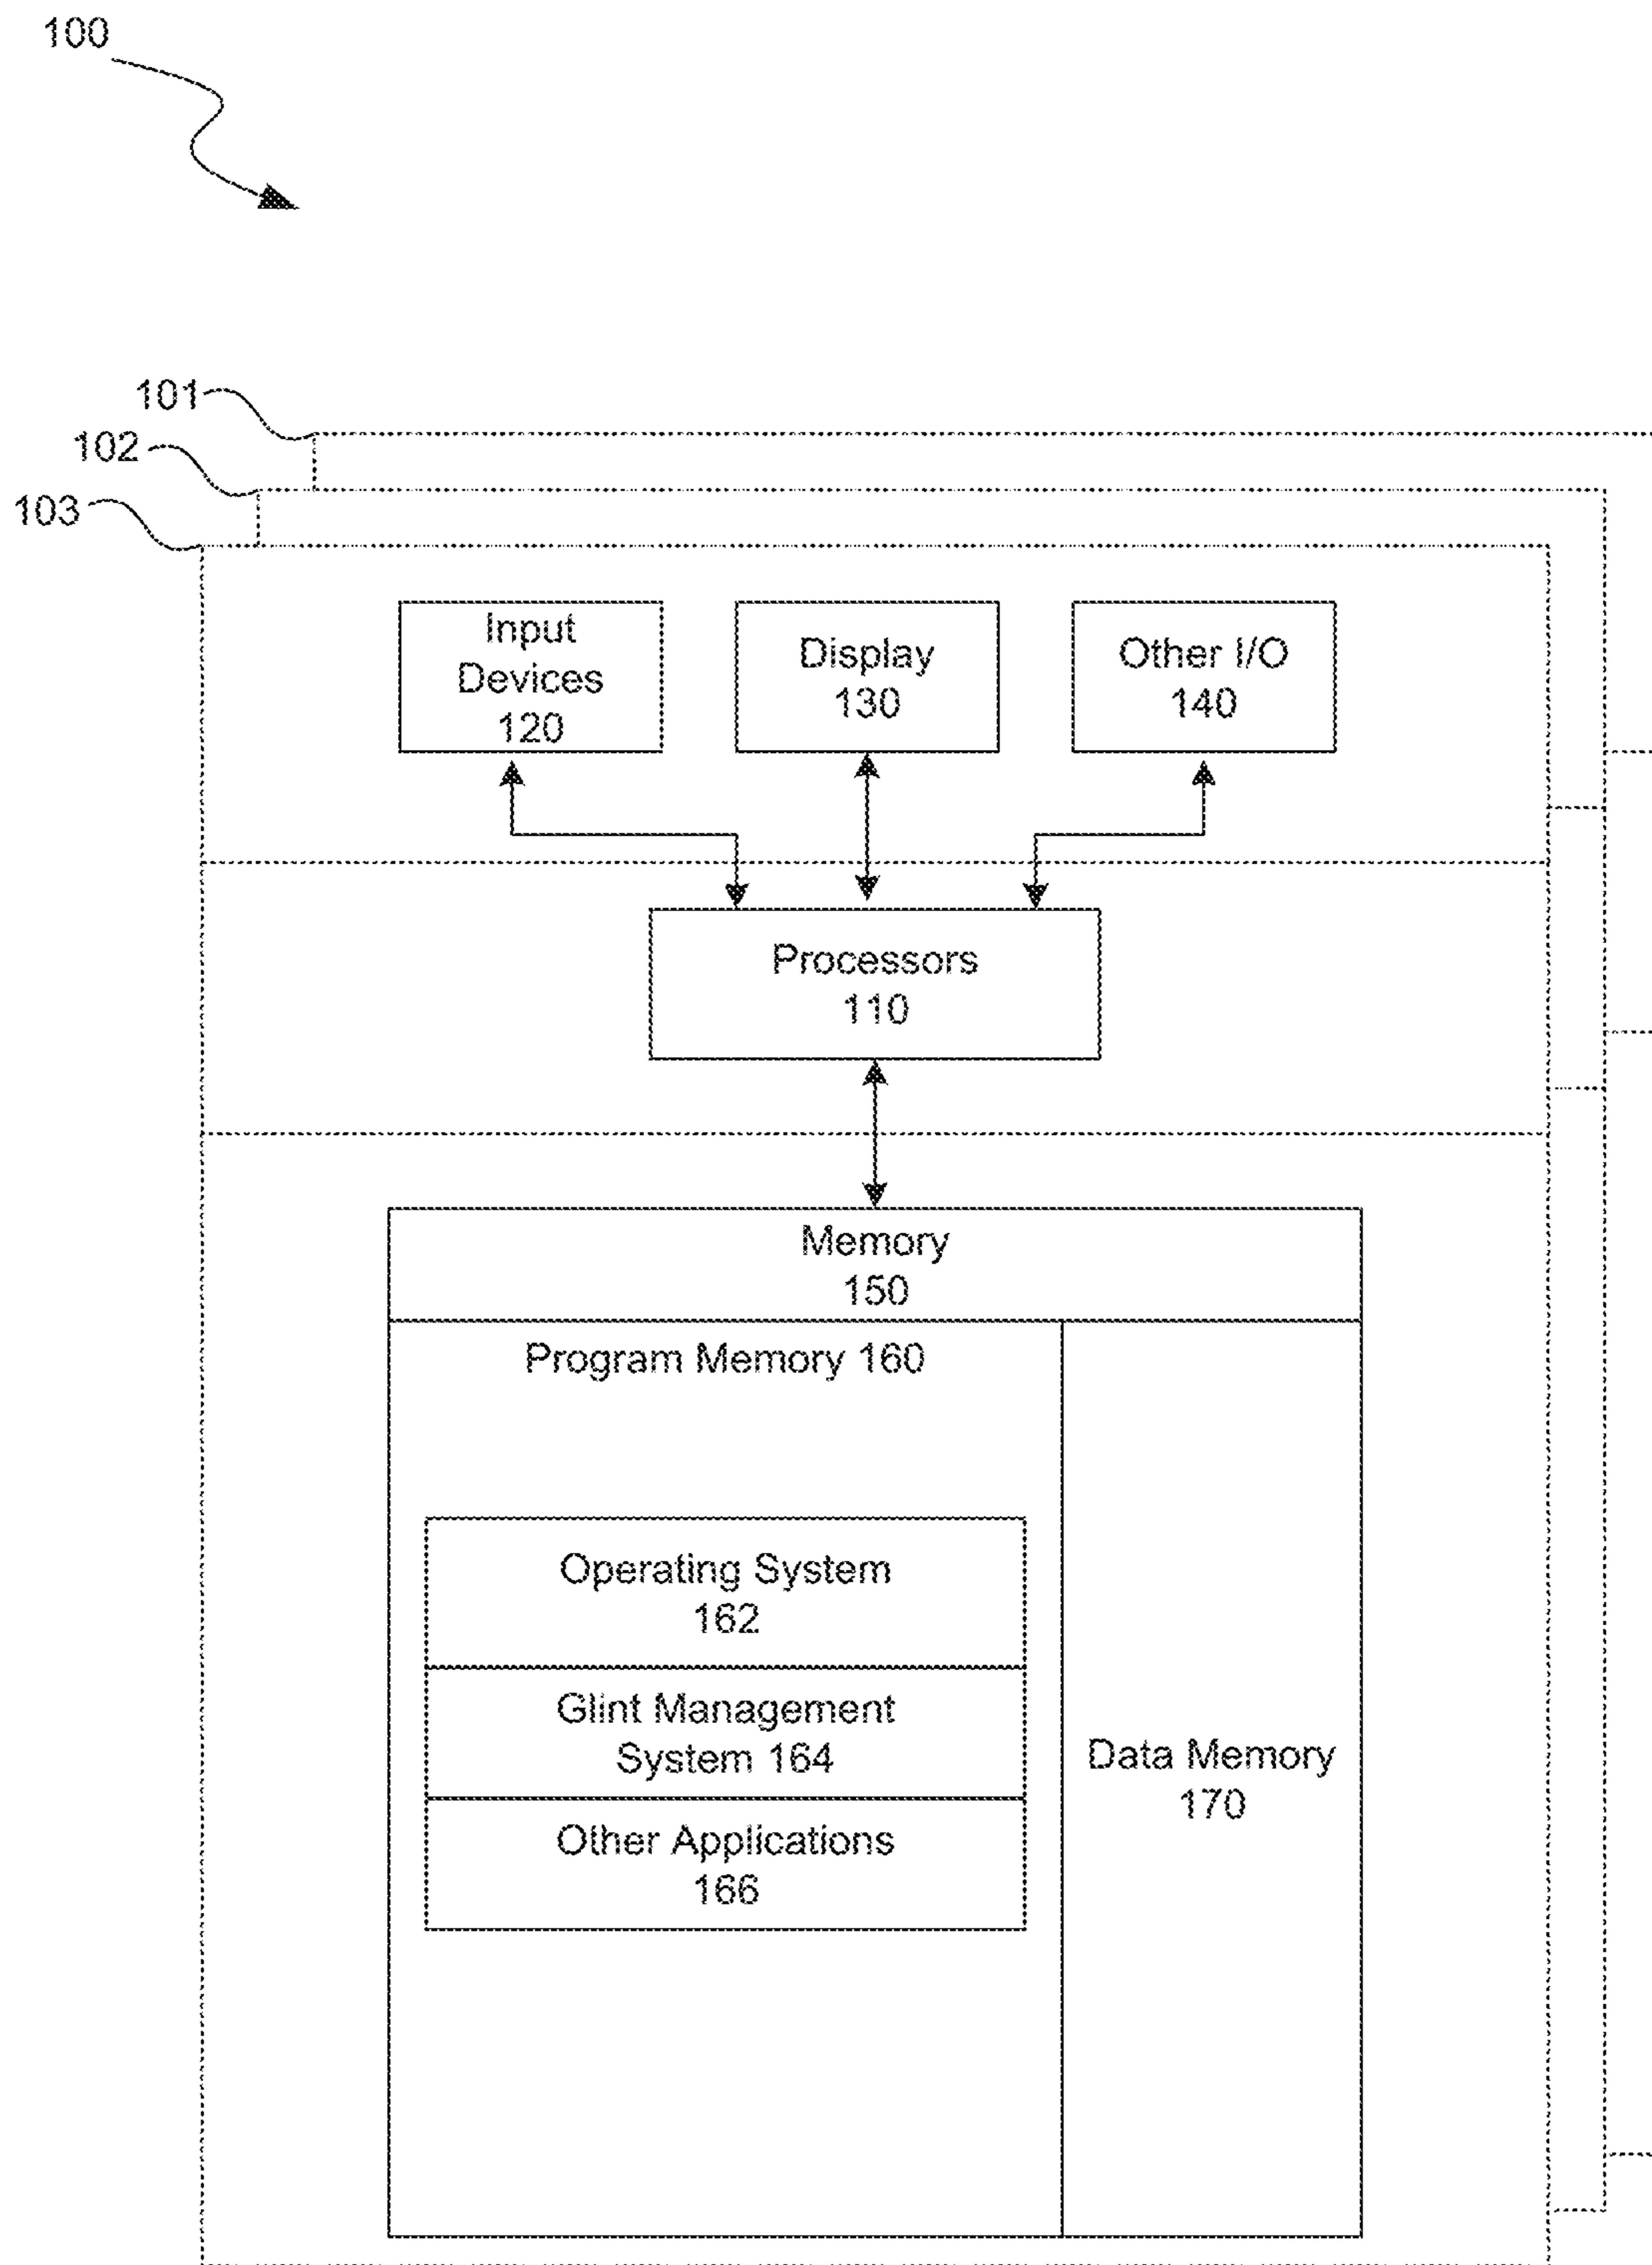 100
101
102
103
Input
Devices
120
Display
130
Other I/O
140
Processors
110
Memory
150
Program Memory 160
Operating System
162
Glint Management
System 164
Other Applications
166
Data Memory
170